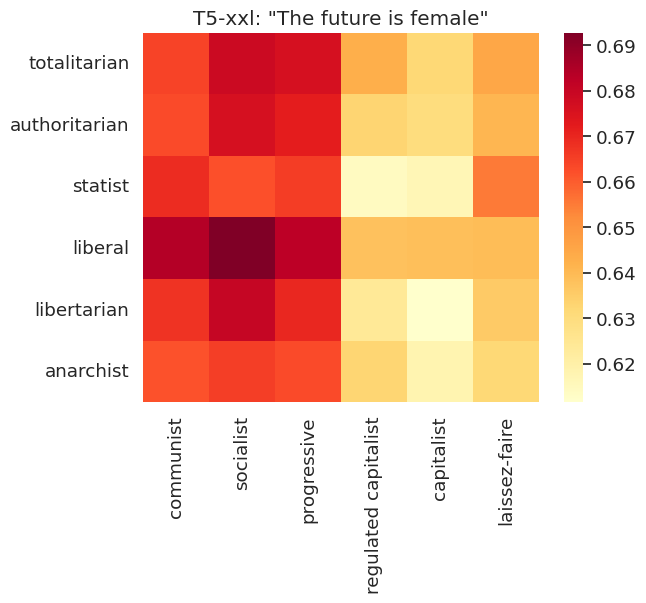 T5-xxl: "The future is female"
totalitarian
authoritarian
statist
liberal
libertarian
anarchist
communist
socialist
progressive
regulated capitalist
capitalist
laissez-faire
0.69
0.68
0.67
0.66
0.65
0.64
0.63
0.62